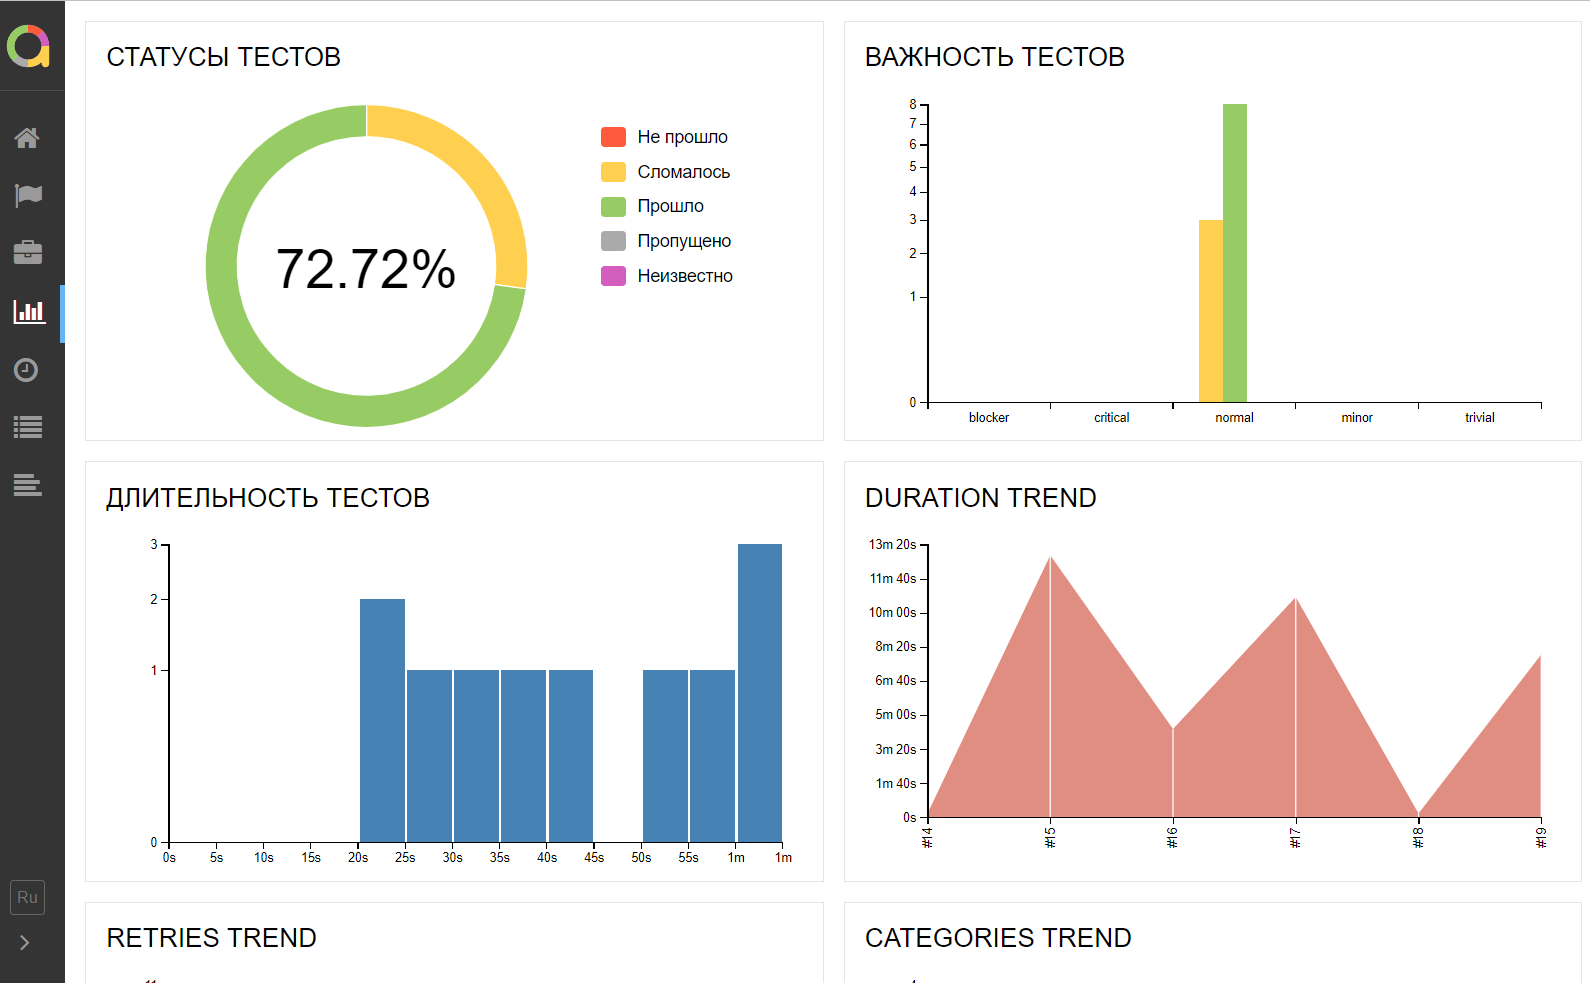 СТАТУСЫ ТЕСТОВ
72.72%
Не прошло
Сломалось
Прошло
Пропущено
Неизвестно
ВАЖНОСТЬ ТЕСТОВ
8
7
6
5
4
3
2
1
0
blocker critical normal minor trivial
ДЛИТЕЛЬНОСТЬ ТЕСТОВ
3
2
1
0
0s 5s 10s 15s 20s 25s 30s 35s 40s 45s 50s 55s 1m 1m
DURATION TREND
13m 20s
11m 40s
10m 00s
8m 20s
6m 40s
5m 00s
3m 20s
1m 40s
0s
#14 #15 #16 #17 #18 #19
Ru
RETRIES TREND
CATEGORIES TREND